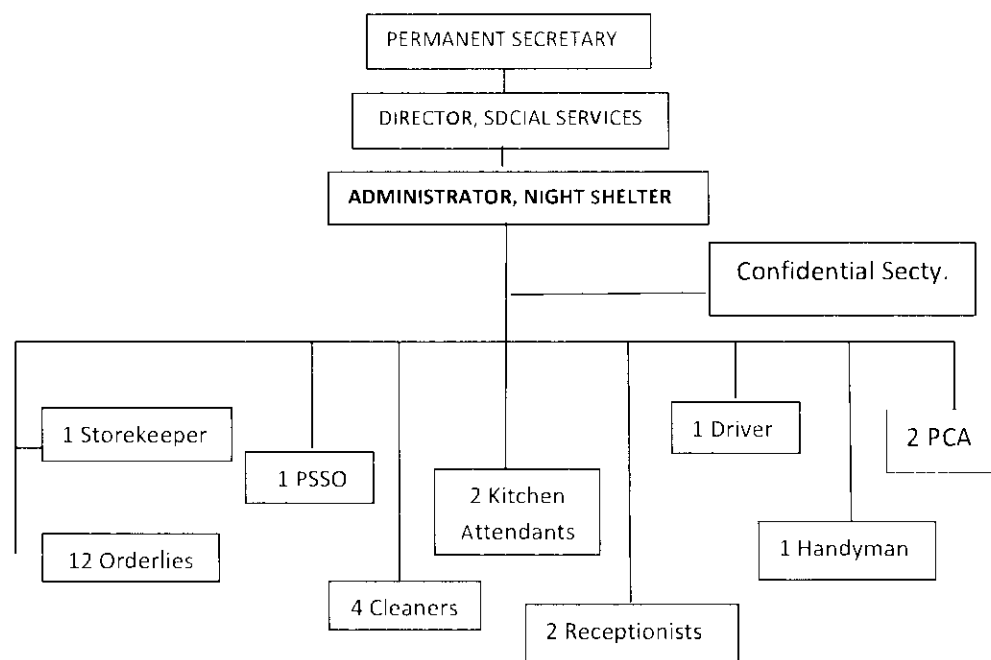 PERMANENT SECRETARY
DIRECTOR, SDCIAL SERVICES
ADMINISTRATOR, NIGHT SHELTER
Confidential Secty.
1 Storekeeper
1 PSSO
2 Kitchen
Attendants
1 Driver
2 PCA
12 Orderlies
4 Cleaners
2 Receptionists
1 Handyman